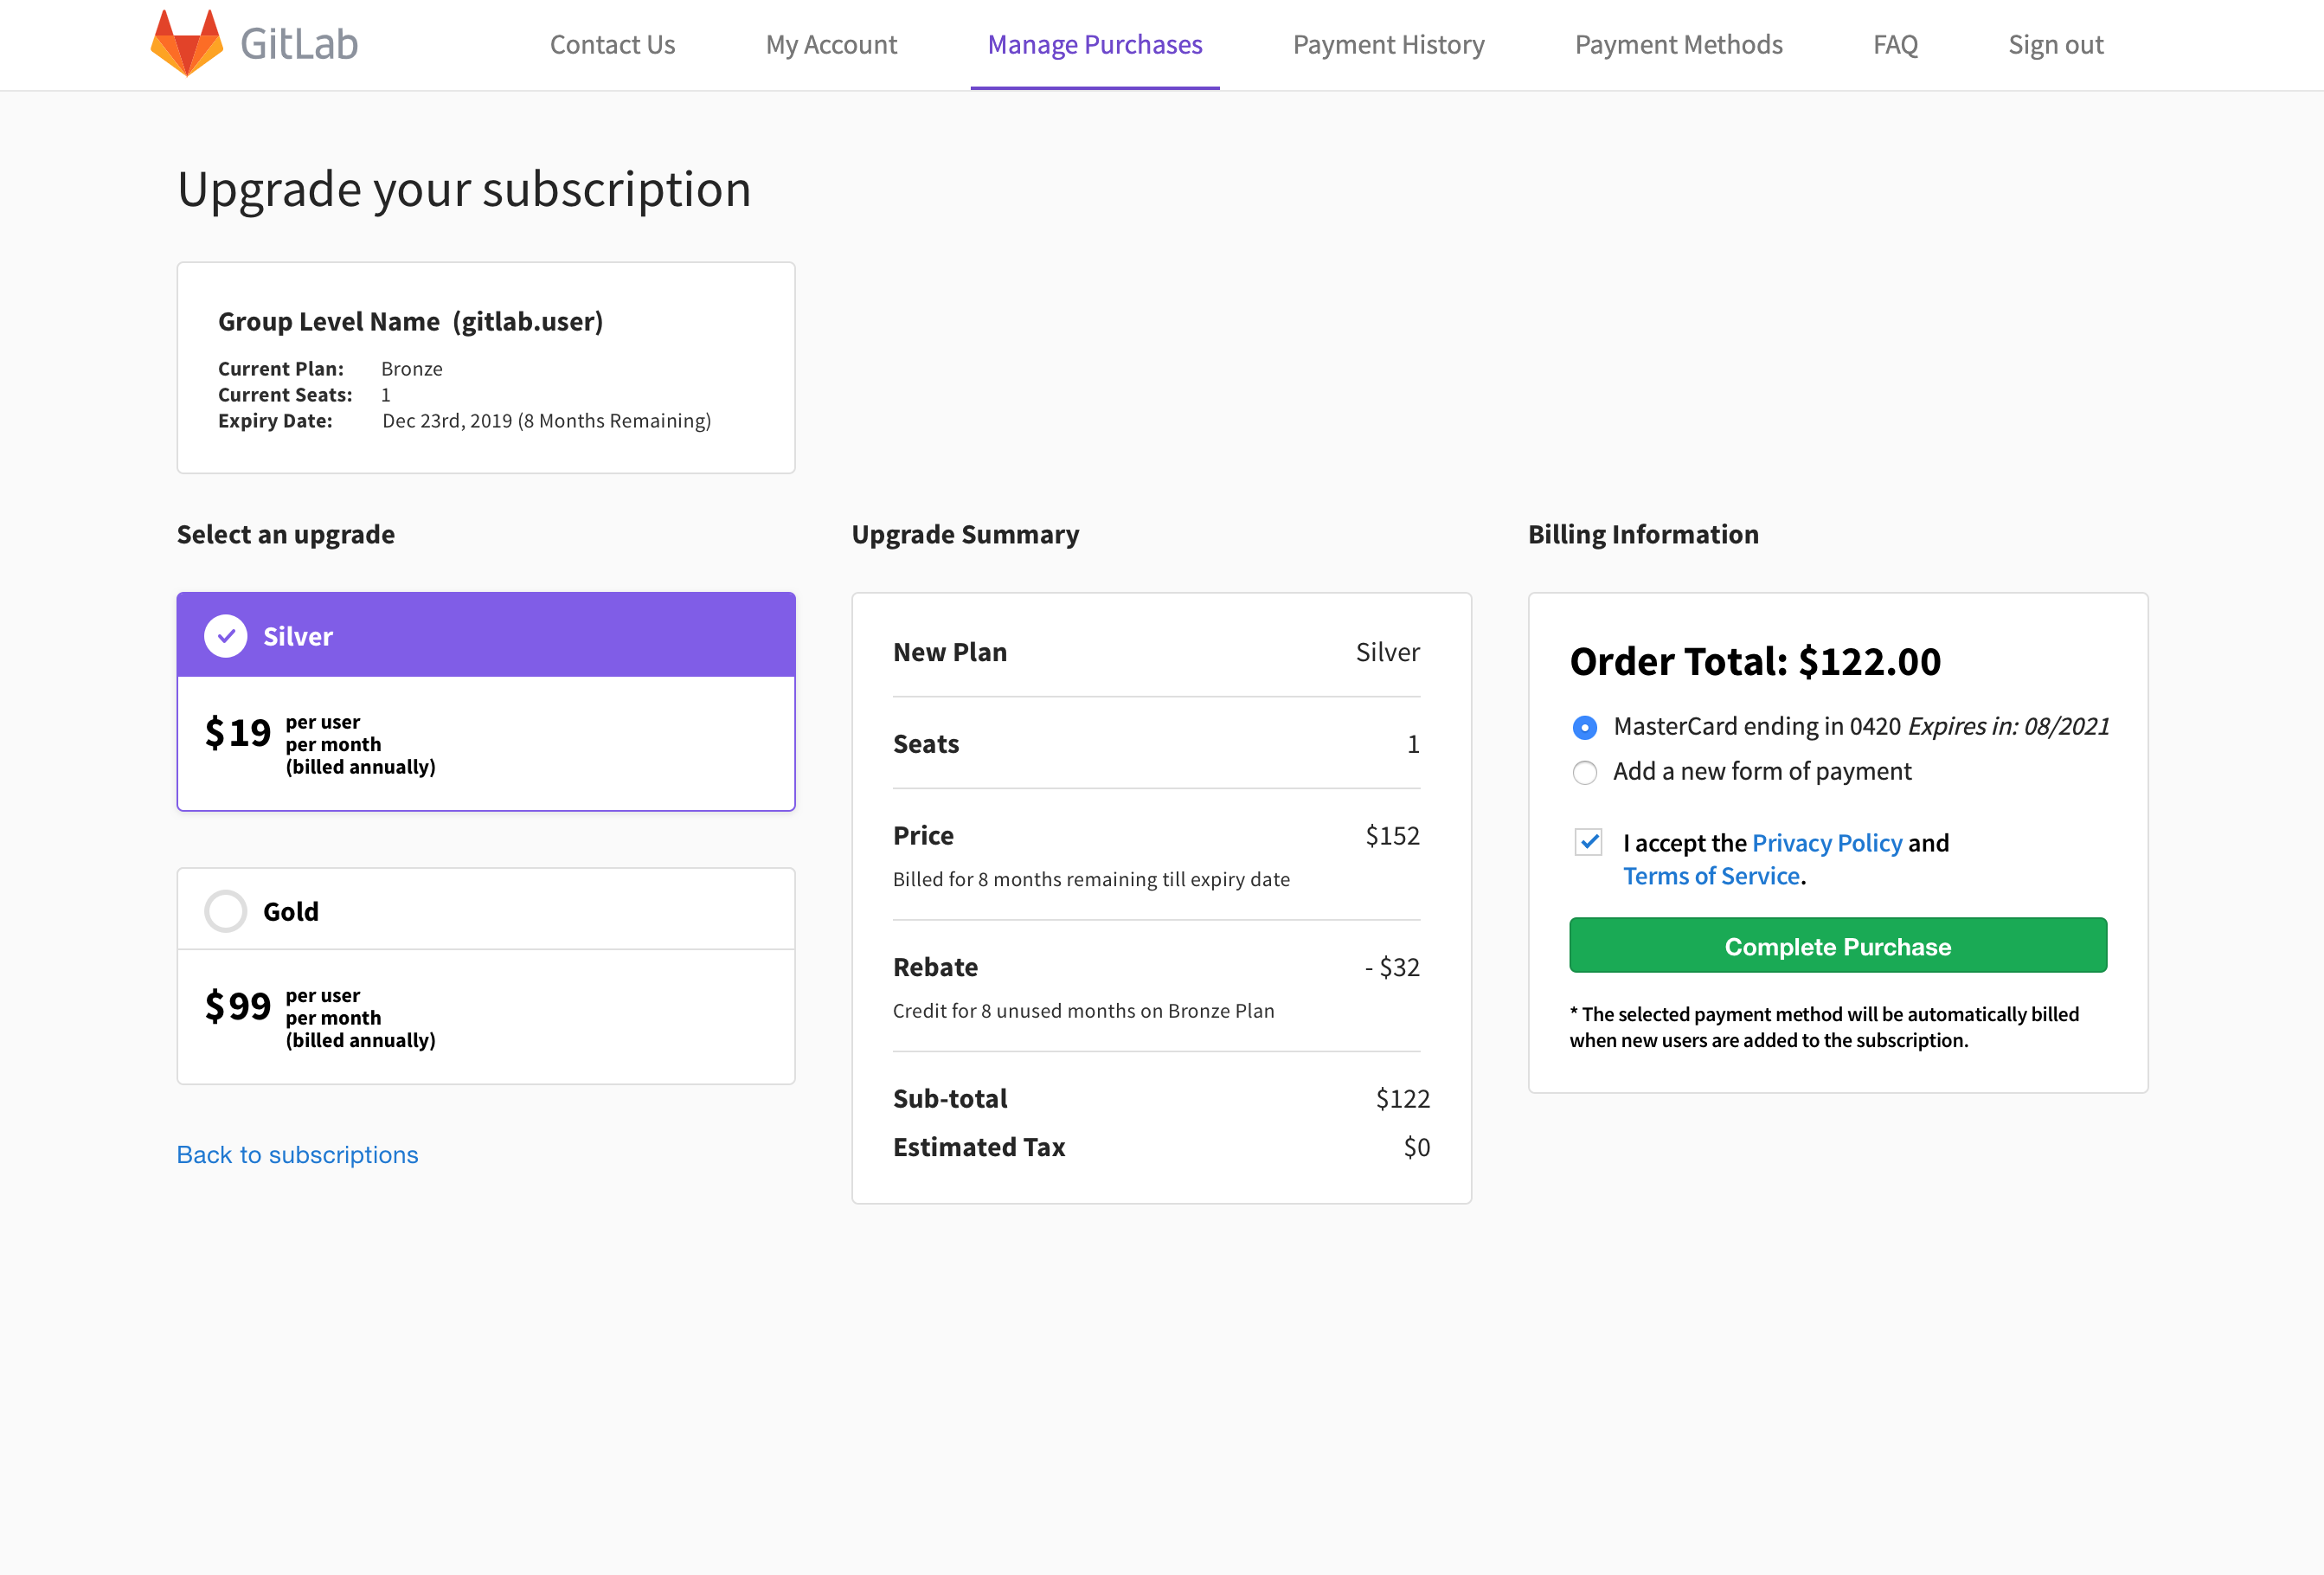 GitLab
Contact Us
My Account
Manage Purchases
Payment History
Payment Methods
FAQ
Sign out
Upgrade your subscription
Group Level Name (gitlab.user)
Current Plan: Bronze
Current Seats: 1
Expiry Date: Dec 23rd, 2019 (8 Months Remaining)
Select an upgrade
Silver
$19
per user
per month
(billed annually)
Gold
$99
per user
per month
(billed annually)
Back to subscriptions
Upgrade Summary
New Plan Silver
Seats 1
Price $152
Billed for 8 months remaining till expiry date
Rebate - $32
Credit for 8 unused months on Bronze Plan
Sub-total $122
Estimated Tax $0
Billing Information
Order Total: $122.00
MasterCard ending in 0420 Expires in: 08/2021
Add a new form of payment
I accept the Privacy Policy and
Terms of Service.
Complete Purchase
* The selected payment method will be automatically billed
when new users are added to the subscription.